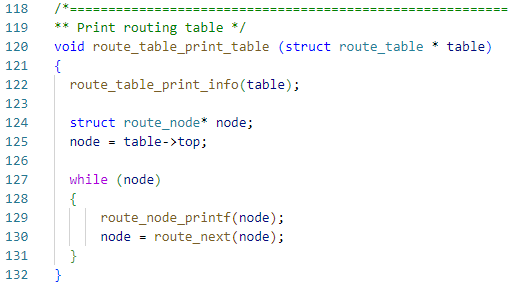 118 /*==========================================================
119 ** Print routing table */
120 void route_table_print_table (struct route_table * table)
121 {
122 route_table_print_info(table);
123
124 struct route_node* node;
125 node = table->top;
126
127 while (node)
128 {
129 route_node_printf(node);
130 node = route_next(node);
131 }
132 }